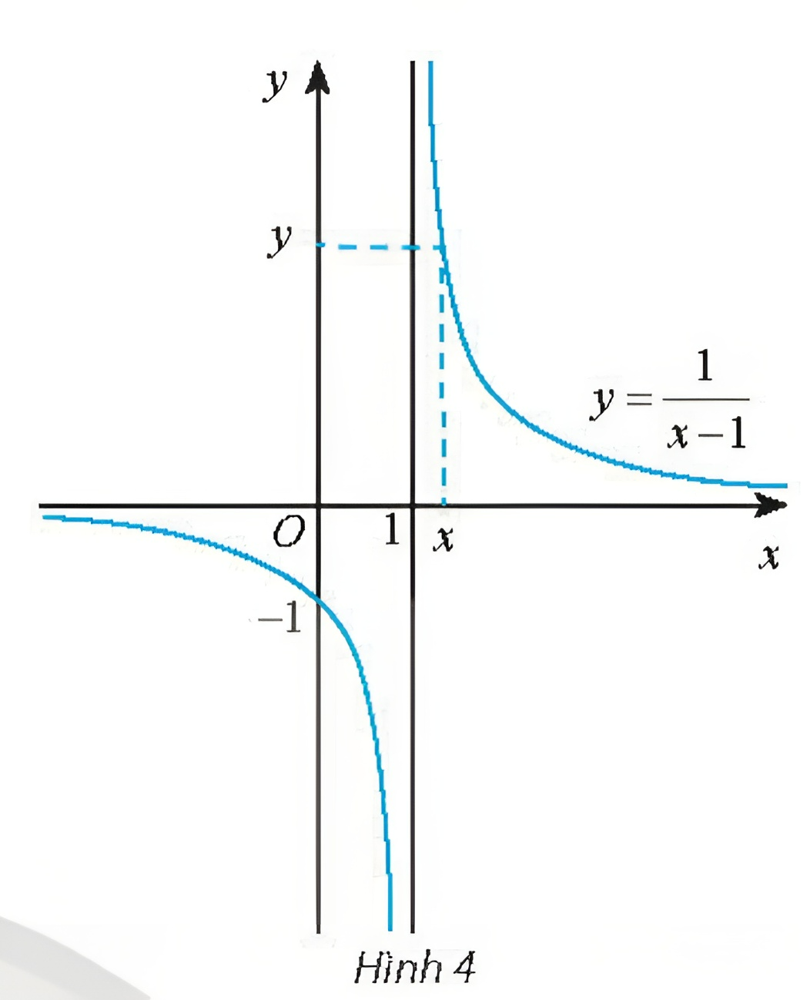 y
y
y = 1/(x − 1)
O 1 x
x
−1
Hình 4